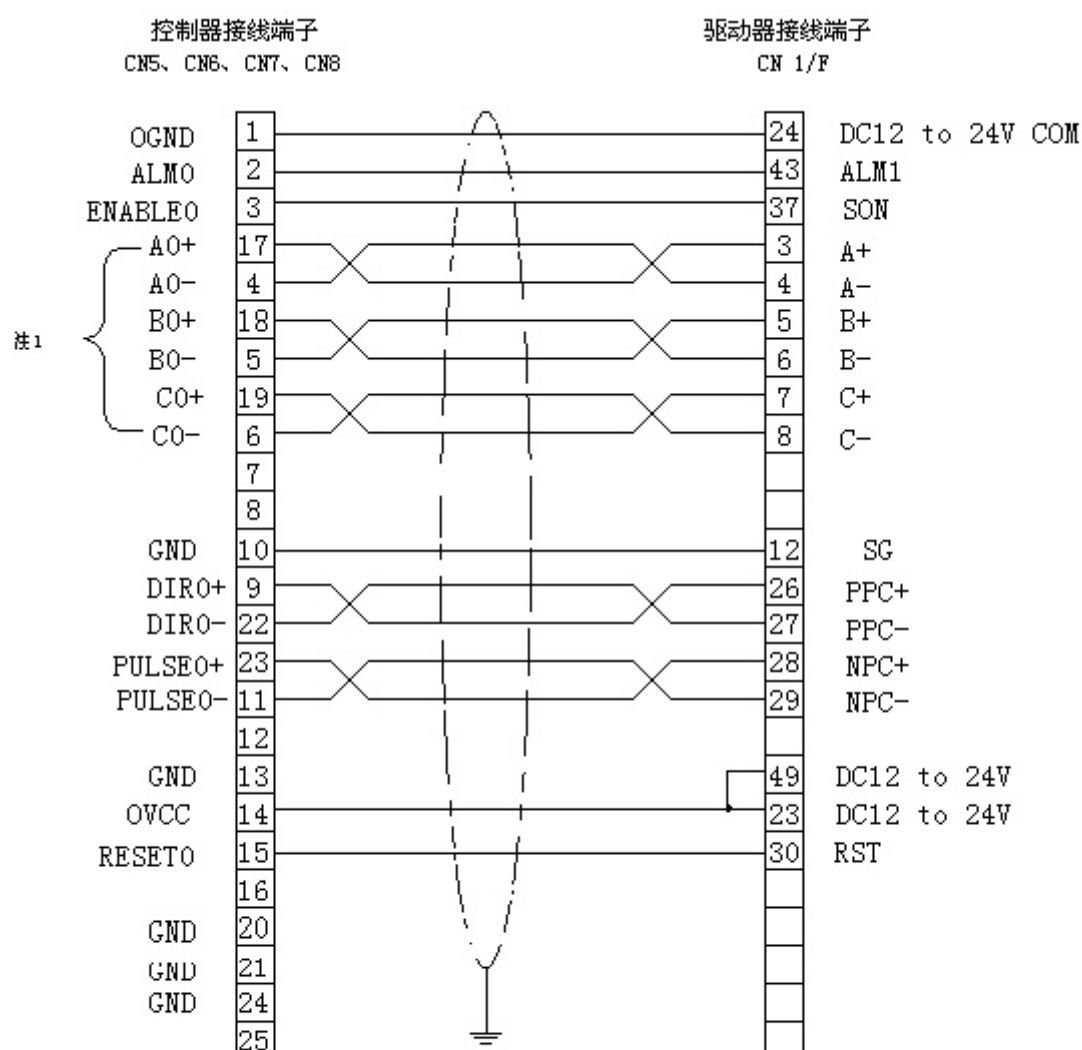 控制器接线端子 驱动器接线端子
CN5、CN6、CN7、CN8 CN 1/F
OGND 1 24 DC12 to 24V COM
ALM0 2 43 ALM1
ENABLE0 3 37 SON
A0+ 17 3 A+
A0- 4 4 A-
B0+ 18 5 B+
注1
B0- 5 6 B-
C0+ 19 7 C+
C0- 6 8 C-
7
8
GND 10 12 SG
DIR0+ 9 26 PPC+
DIR0- 22 27 PPC-
PULSE0+ 23 28 NPC+
PULSE0- 11 29 NPC-
12
GND 13 49 DC12 to 24V
OVCC 14 23 DC12 to 24V
RESET0 15 30 RST
16
GND 20
GND 21
GND 24
25